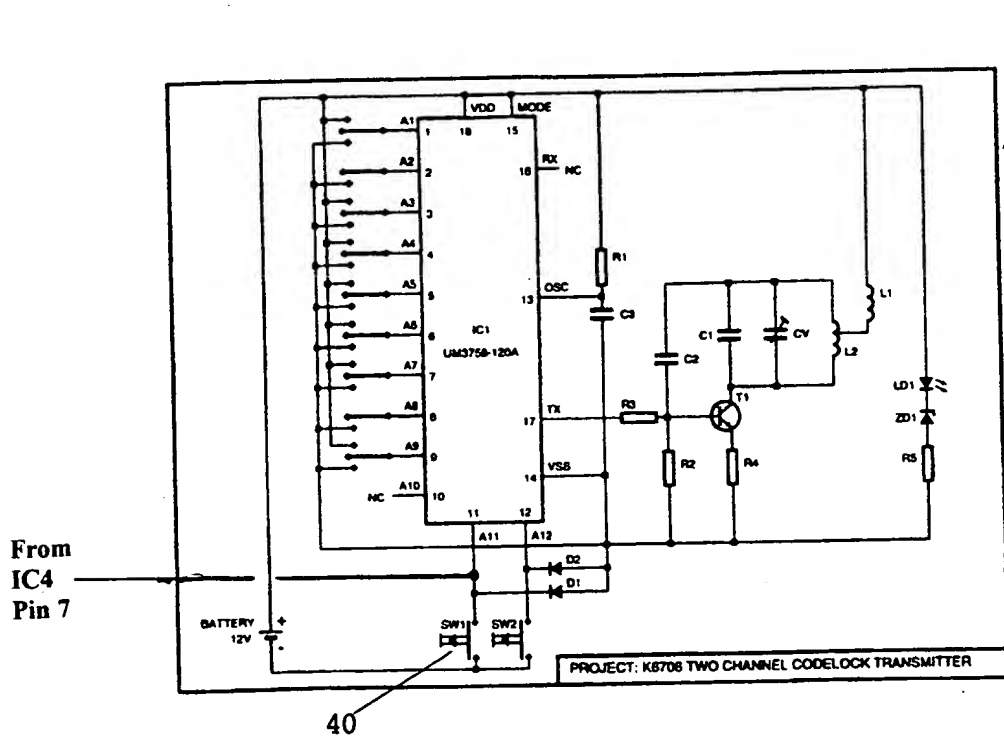 VDD
MODE
A1
1
18
15
RX
16
NC
A2
2
A3
3
A4
4
R1
A5
5
OSC
13
C3
L1
IC1
UM3758-120A
A6
6
C1
CV
L2
C2
A7
7
LD1
A8
8
TX
17
R3
T1
ZD1
A9
9
R2
R4
R5
VSS
14
NC
A10
10
11
12
A11
A12
From
IC4
Pin 7
D2
D1
BATTERY
12V
+
-
SW1
SW2
PROJECT: K6706 TWO CHANNEL CODELOCK TRANSMITTER
40